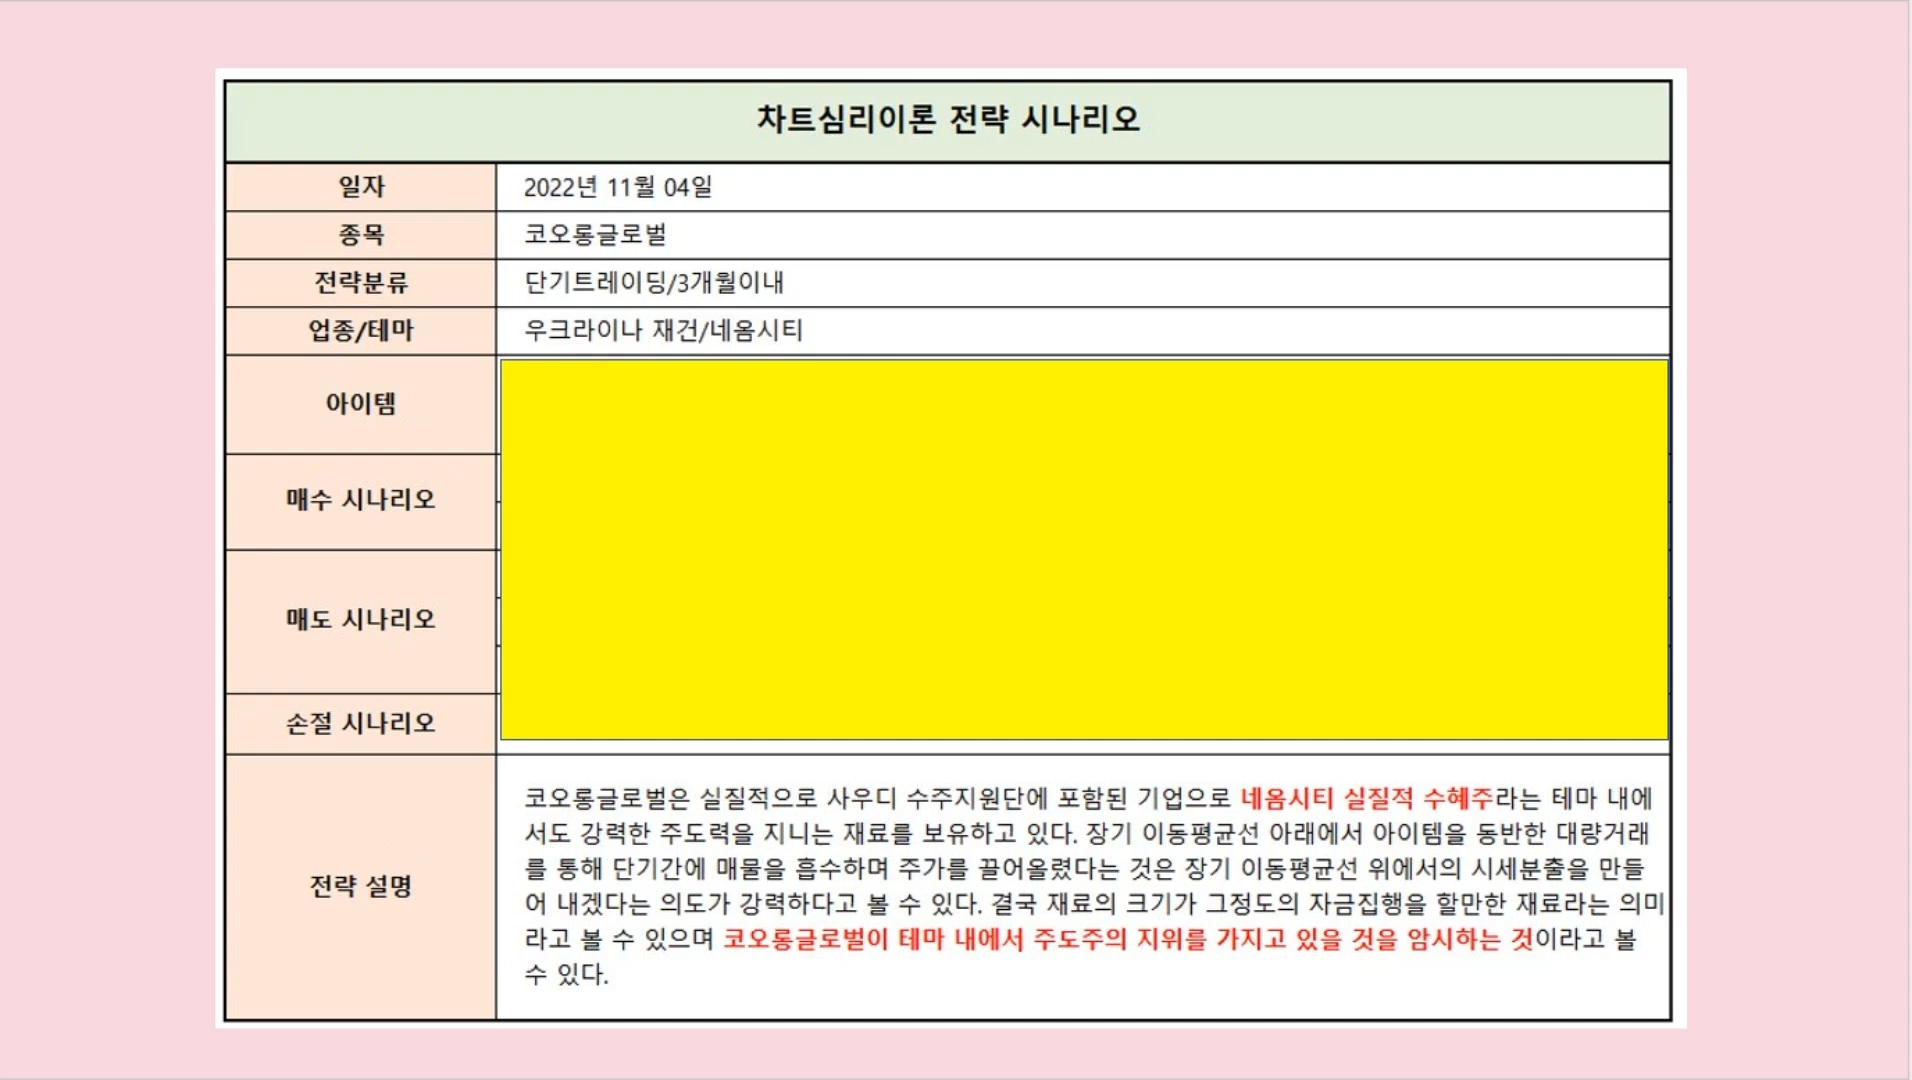 차트심리이론 전략 시나리오
일자 2022년 11월 04일
종목 코오롱글로벌
전략분류 단기트레이딩/3개월이내
업종/테마 우크라이나 재건/네옴시티
아이템
매수 시나리오
매도 시나리오
손절 시나리오
전략 설명
코오롱글로벌은 실질적으로 사우디 수주지원단에 포함된 기업으로 네옴시티 실질적 수혜주라는 테마 내에
서도 강력한 주도력을 지니는 재료를 보유하고 있다. 장기 이동평균선 아래에서 아이템을 동반한 대량거래
를 통해 단기간에 매물을 흡수하며 주가를 끌어올렸다는 것은 장기 이동평균선 위에서의 시세분출을 만들
어 내겠다는 의도가 강력하다고 볼 수 있다. 결국 재료의 크기가 그정도의 자금집행을 할만한 재료라는 의미
라고 볼 수 있으며 코오롱글로벌이 테마 내에서 주도주의 지위를 가지고 있을 것을 암시하는 것이라고 볼
수 있다.